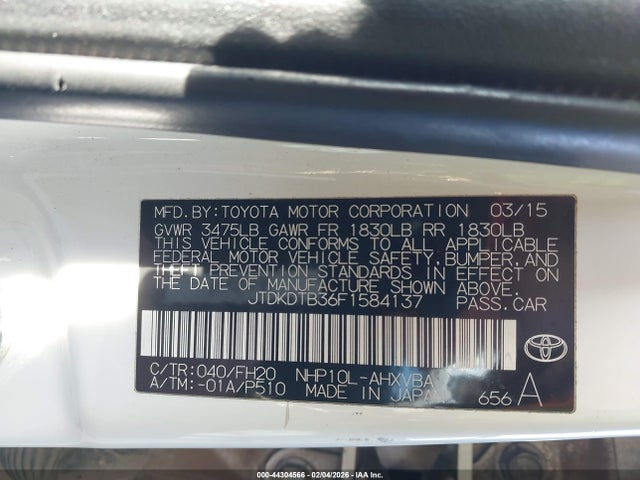 MFD.BY:TOYOTA MOTOR CORPORATION 03/15
GVWR 3475LB GAWR FR 1830LB RR 1830LB
THIS VEHICLE CONFORMS TO ALL APPLICABLE
FEDERAL MOTOR VEHICLE SAFETY,BUMPER,AND
THEFT PREVENTION STANDARDS IN EFFECT ON
THE DATE OF MANUFACTURE SHOWN ABOVE.
JTDKDTB36F1584137 PASS.CAR
C/TR:040/FH20 NHP10L-AHXVBA
A/TM:-01A/P510 MADE IN JAPAN 656 A
TOYOTA
000-44304566 - 02/04/2026 - IAA Inc.